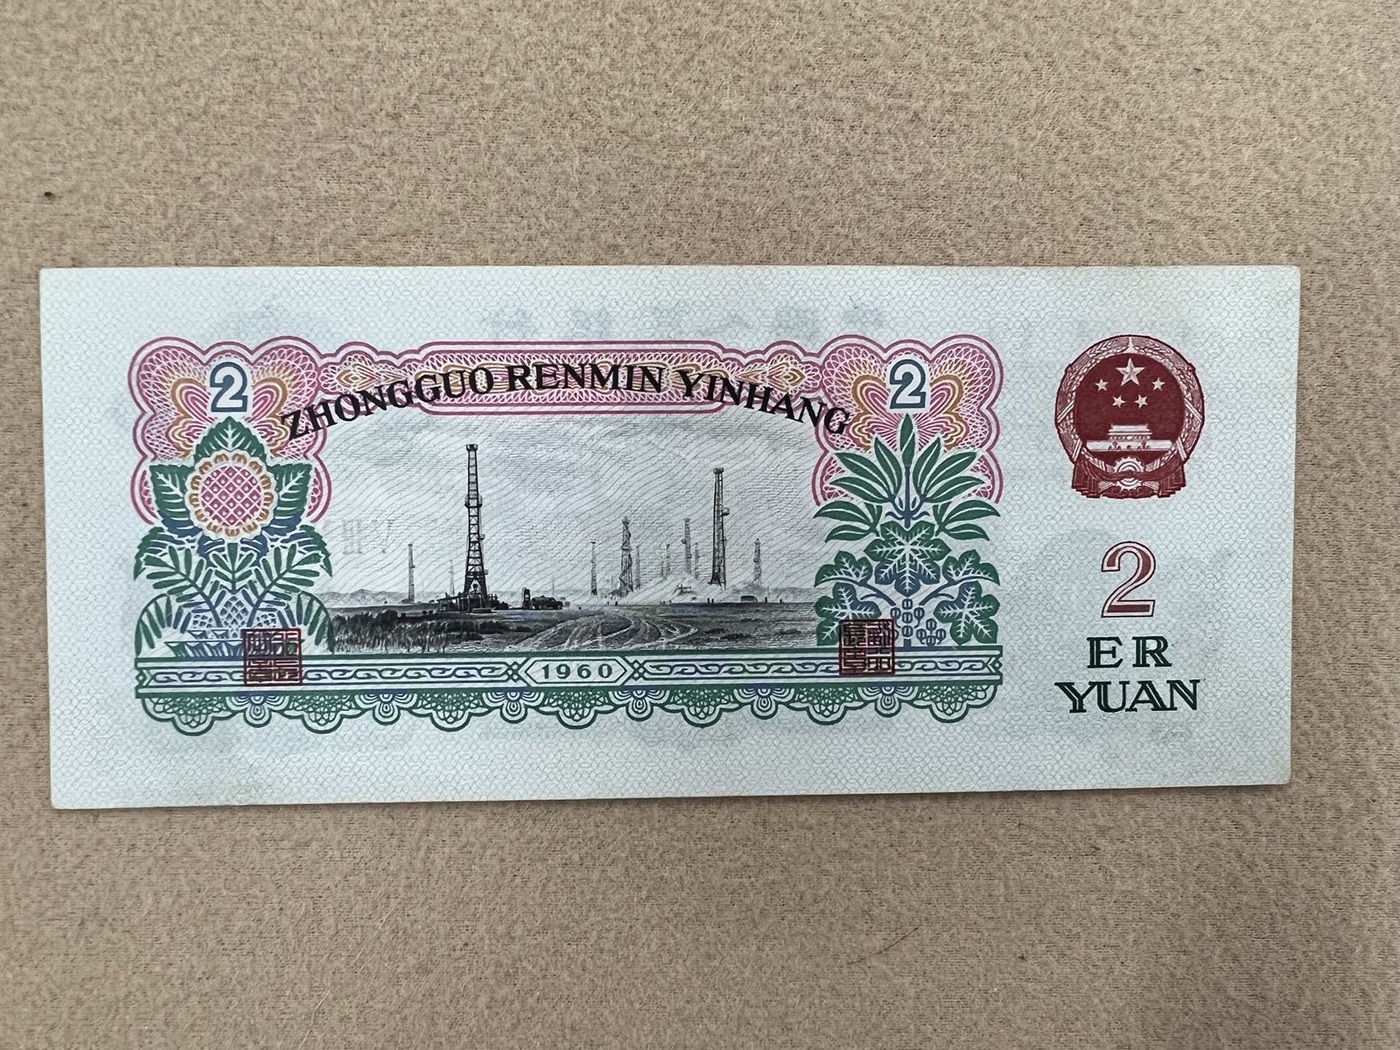 2 2
ZHONGGUO RENMIN YINHANG
1960
2
ER
YUAN